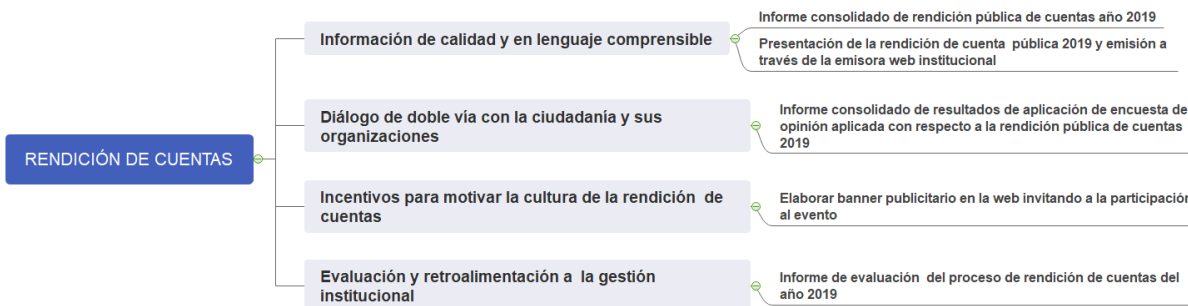 RENDICIÓN DE CUENTAS
Información de calidad y en lenguaje comprensible
Informe consolidado de rendición pública de cuentas año 2019
Presentación de la rendición de cuenta pública 2019 y emisión a
través de la emisora web institucional
Diálogo de doble vía con la ciudadanía y sus
organizaciones
Informe consolidado de resultados de aplicación de encuesta de
opinión aplicada con respecto a la rendición pública de cuentas
2019
Incentivos para motivar la cultura de la rendición de
cuentas
Elaborar banner publicitario en la web invitando a la participación
al evento
Evaluación y retroalimentación a la gestión
institucional
Informe de evaluación del proceso de rendición de cuentas del
año 2019